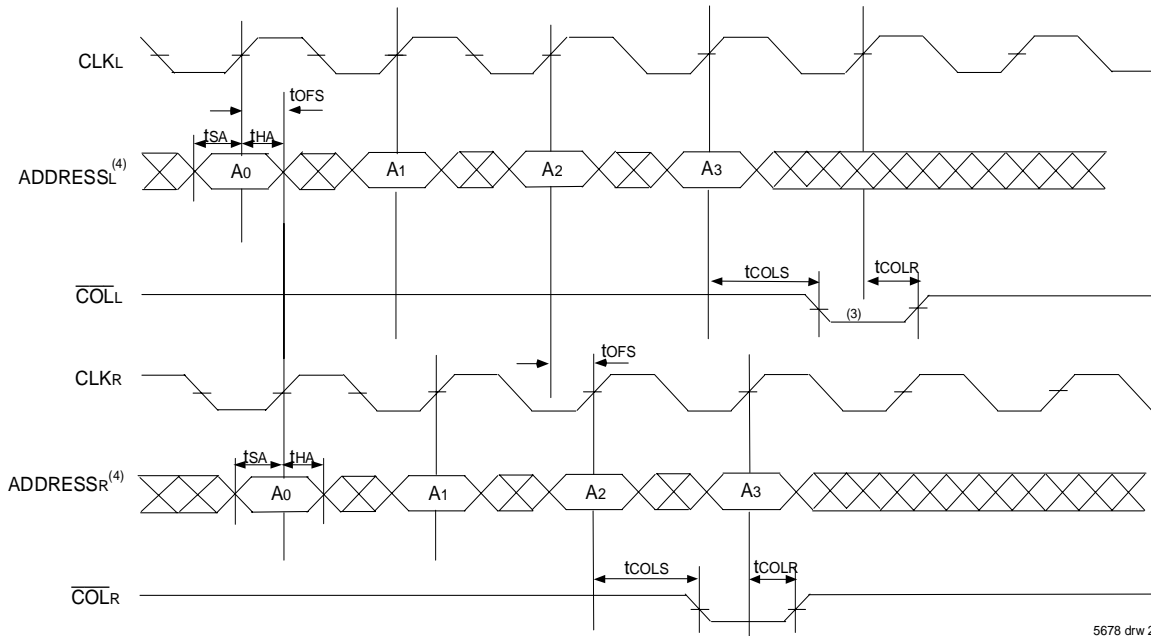 CLKL
tOFS
tSA tHA
ADDRESSL(4) A0 A1 A2 A3
tCOLS tCOLR
COLL (3)
tOFS
CLKR
tSA tHA
ADDRESSR(4) A0 A1 A2 A3
tCOLS tCOLR
COLR
5678 drw 2